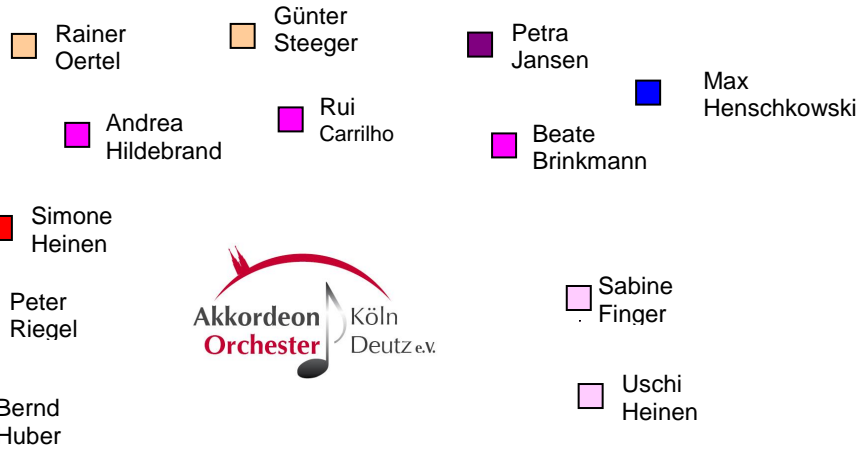 Rainer
Oertel
Günter
Steeger
Petra
Jansen
Max
Henschkowski
Andrea
Hildebrand
Rui
Carrilho
Beate
Brinkmann
Simone
Heinen
Peter
Riegel
Akkordeon Köln
Orchester Deutz e.V.
Sabine
Finger
Uschi
Heinen
Bernd
Huber